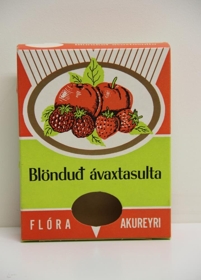 Blönduð ávaxtasulta
FLÓRA AKUREYRI